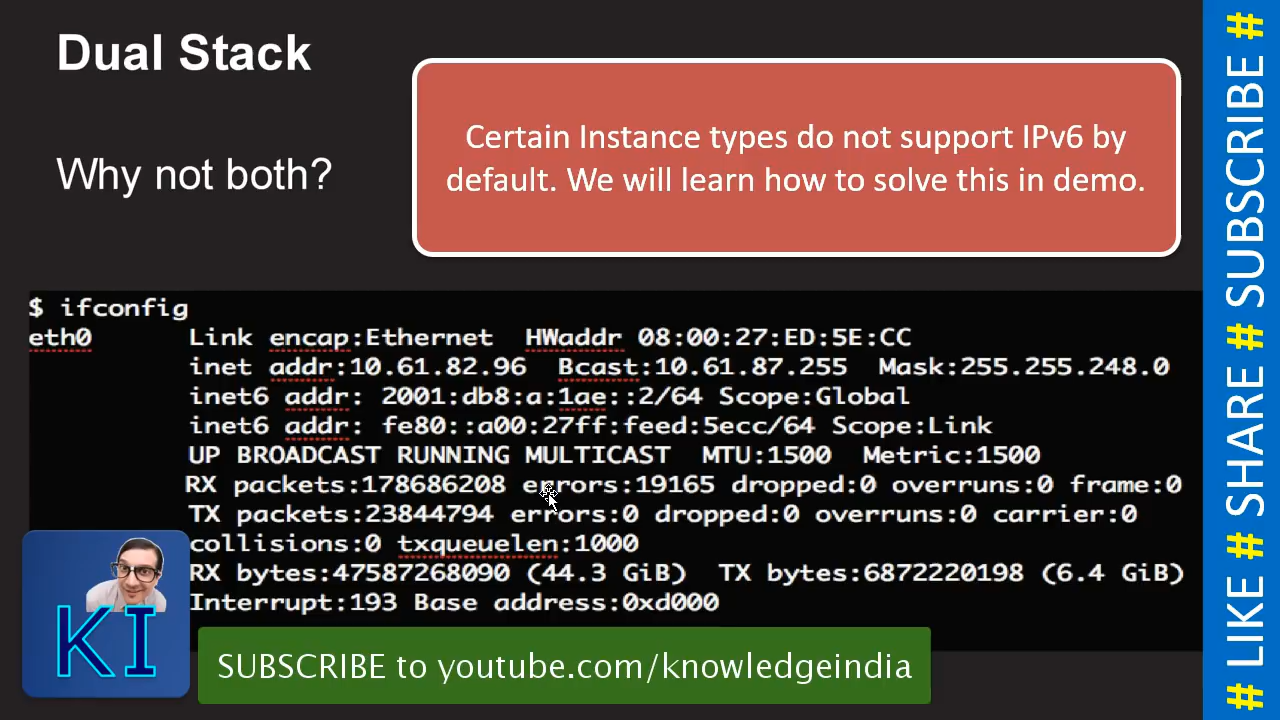 Dual Stack
Why not both?
Certain Instance types do not support IPv6 by
default. We will learn how to solve this in demo.
$ ifconfig
eth0 Link encap:Ethernet HWaddr 08:00:27:ED:5E:CC
inet addr:10.61.82.96 Bcast:10.61.87.255 Mask:255.255.248.0
inet6 addr: 2001:db8:a:1ae::2/64 Scope:Global
inet6 addr: fe80::a00:27ff:feed:5ecc/64 Scope:Link
UP BROADCAST RUNNING MULTICAST MTU:1500 Metric:1500
RX packets:178686208 errors:19165 dropped:0 overruns:0 frame:0
TX packets:23844794 errors:0 dropped:0 overruns:0 carrier:0
collisions:0 txqueuelen:1000
RX bytes:47587268090 (44.3 GiB) TX bytes:6872220198 (6.4 GiB)
Interrupt:193 Base address:0xd000
KI
SUBSCRIBE to youtube.com/knowledgeindia
# LIKE # SHARE # SUBSCRIBE #